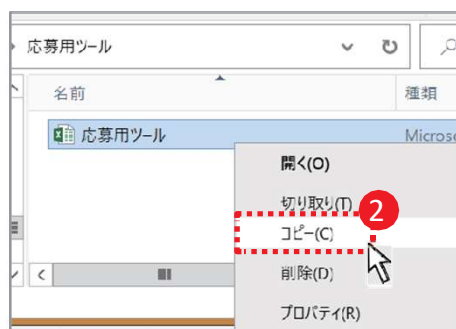 応募用ツール
名前
種類
応募用ツール
Microso
開く(O)
切り取り(T)
2
コピー(C)
削除(D)
プロパティ(R)